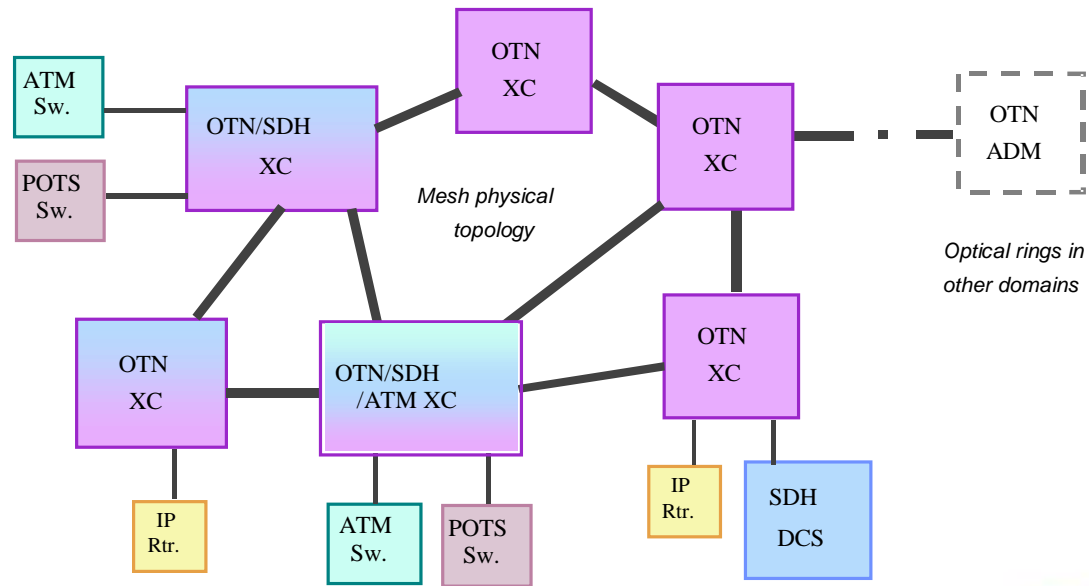 OTN
XC
ATM
Sw.
OTN/SDH
XC
OTN
XC
OTN
ADM
POTS
Sw.
Mesh physical
topology
Optical rings in
other domains
OTN
XC
OTN/SDH
/ATM XC
OTN
XC
IP
Rtr.
ATM
Sw.
POTS
Sw.
IP
Rtr.
SDH
DCS